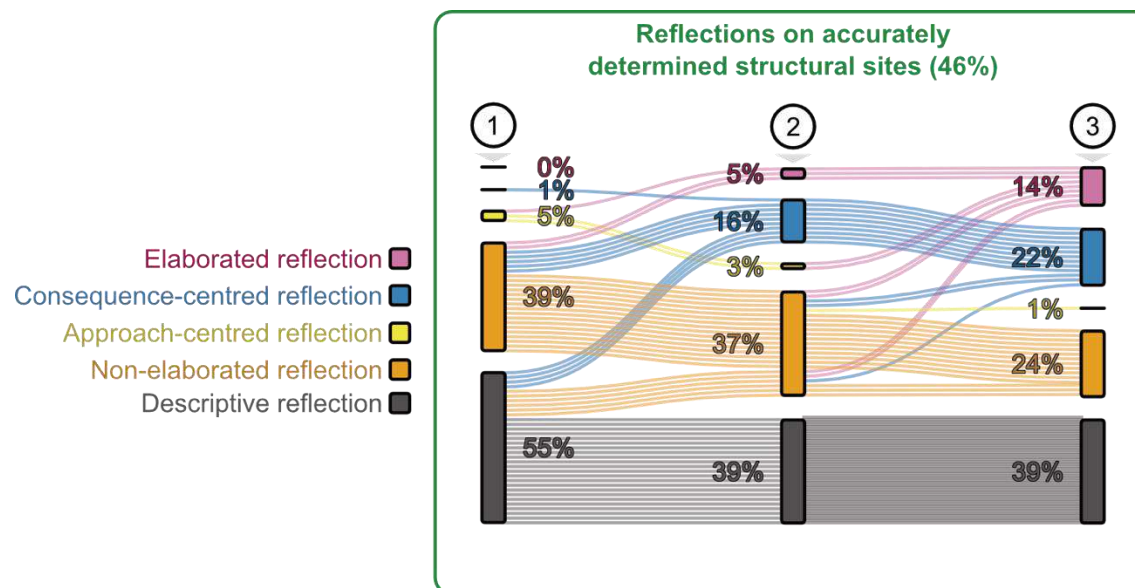 Reflections on accurately
determined structural sites (46%)
1
2
3
0%
1%
5%
39%
55%
5%
16%
3%
37%
39%
14%
22%
1%
24%
39%
Elaborated reflection
Consequence-centred reflection
Approach-centred reflection
Non-elaborated reflection
Descriptive reflection